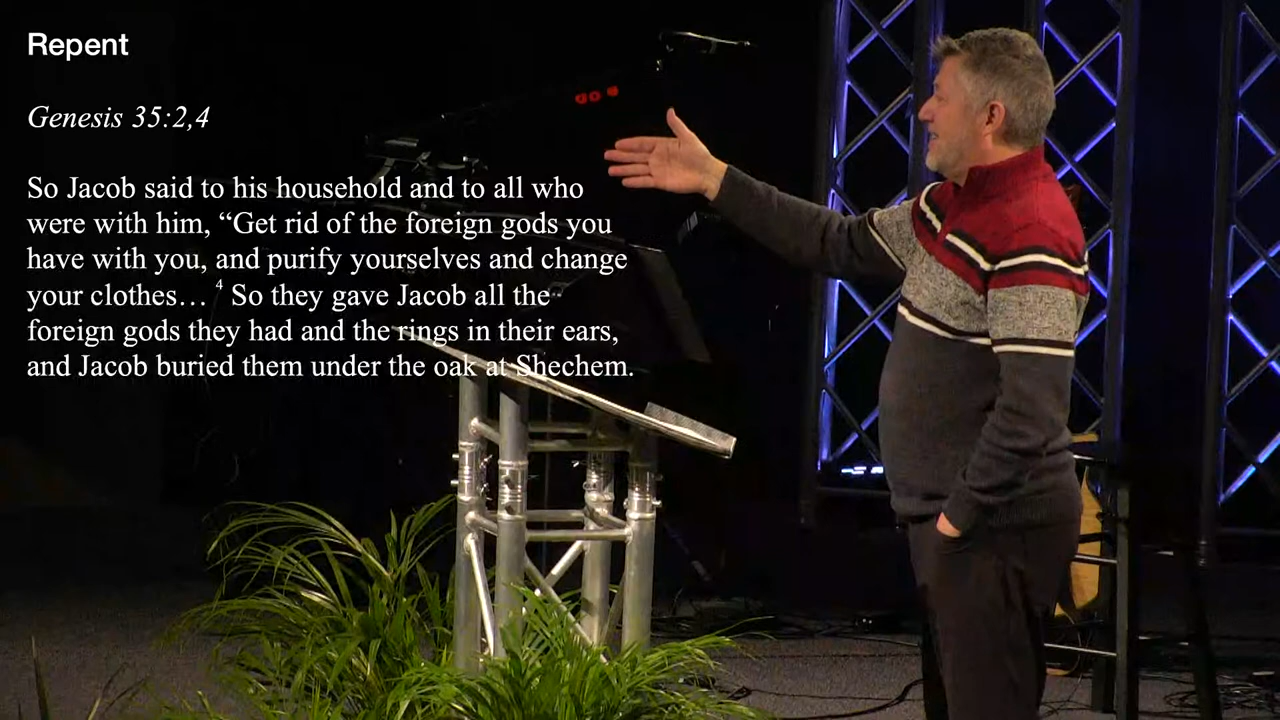 Repent
Genesis 35:2,4
So Jacob said to his household and to all who
were with him, “Get rid of the foreign gods you
have with you, and purify yourselves and change
your clothes… ⁴ So they gave Jacob all the
foreign gods they had and the rings in their ears,
and Jacob buried them under the oak at Shechem.